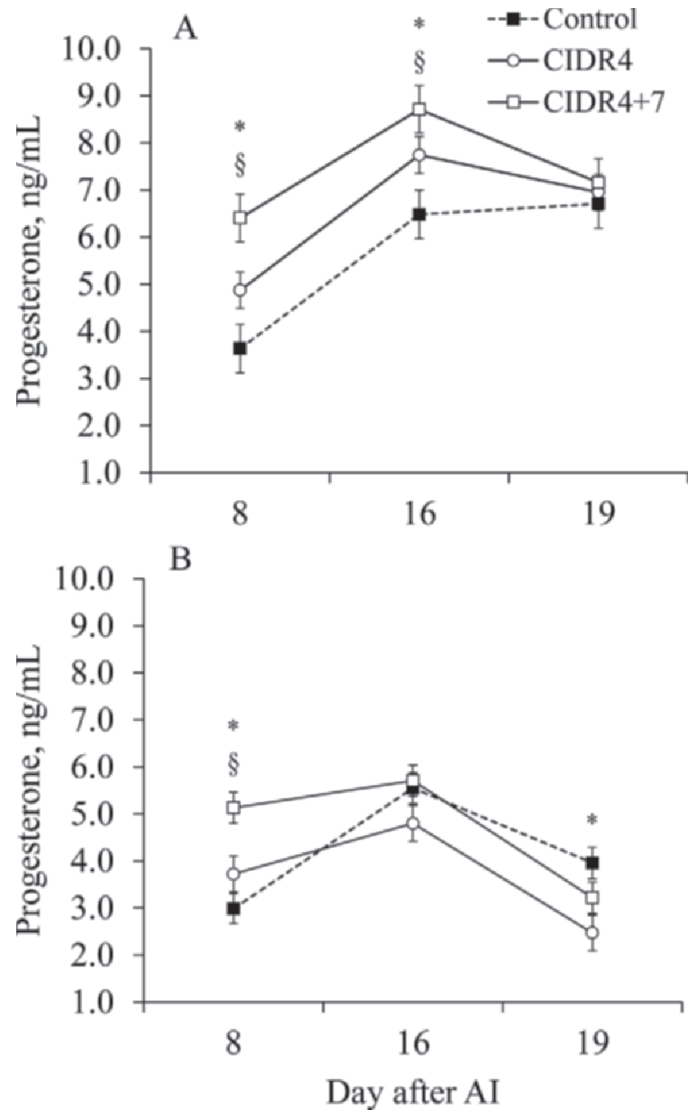 A
Control
CIDR4
CIDR4+7
Progesterone, ng/mL
10.0
9.0
8.0
7.0
6.0
5.0
4.0
3.0
2.0
1.0
*
§
*
§
8 16 19
B
Progesterone, ng/mL
10.0
9.0
8.0
7.0
6.0
5.0
4.0
3.0
2.0
1.0
*
§
*
8 16 19
Day after AI